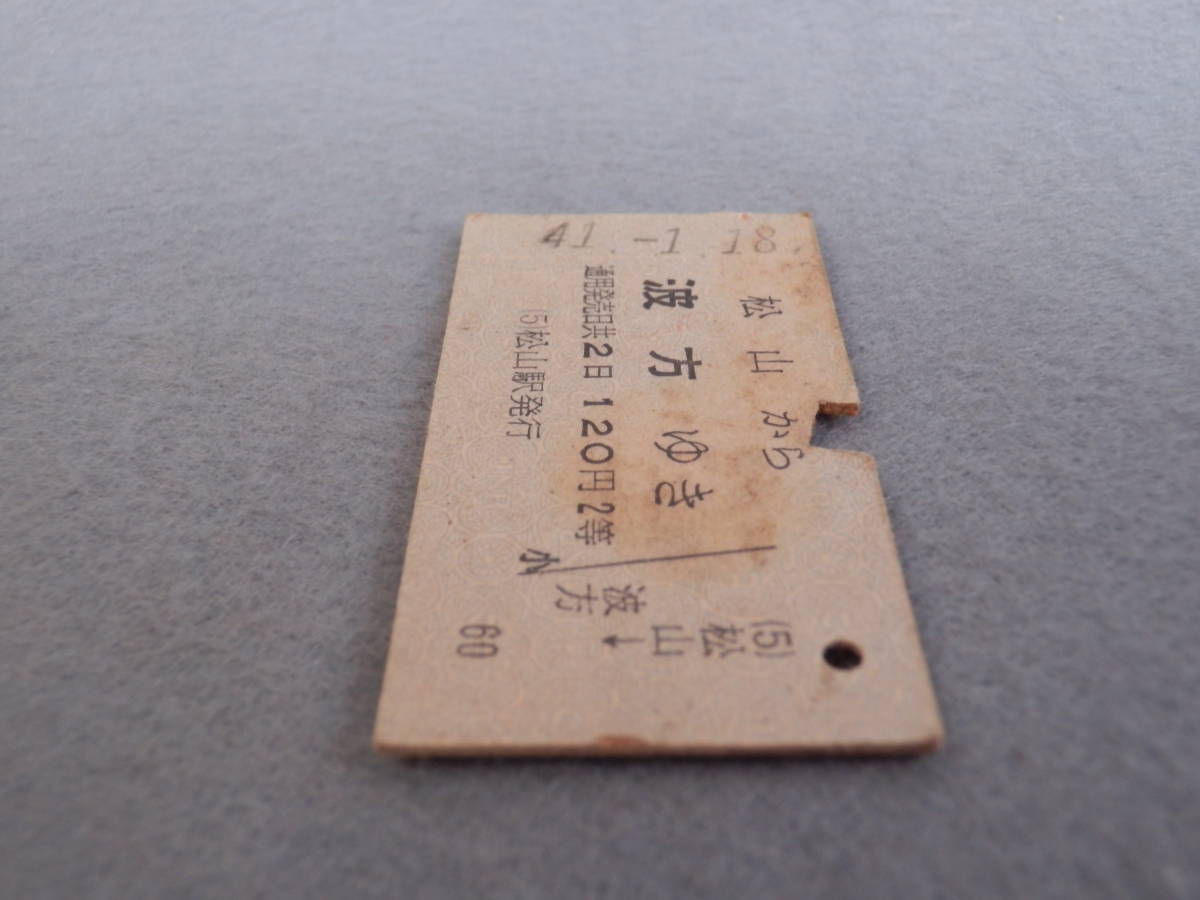 41.-1.18.
松山から
波方ゆき
通用発売日共2日 120円 2等
(5)松山駅発行
小
(5)
松山
↓
波方
60